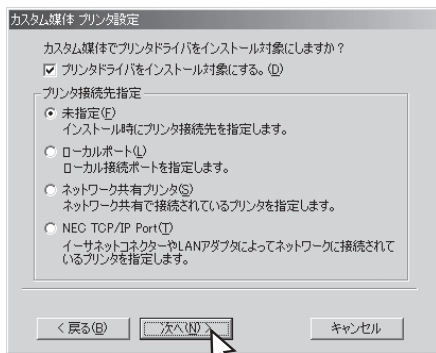 カスタム媒体 プリンタ設定
カスタム媒体でプリンタドライバをインストール対象にしますか?
プリンタドライバをインストール対象にする。(D)
プリンタ接続先指定
未指定(F)
インストール時にプリンタ接続先を指定します。
ローカルポート(L)
ローカル接続ポートを指定します。
ネットワーク共有プリンタ(S)
ネットワーク共有で接続されているプリンタを指定します。
NEC TCP/IP Port(T)
イーサネットコネクターやLANアダプタによってネットワークに接続されて
いるプリンタを指定します。
< 戻る(B) 次へ(N) > キャンセル